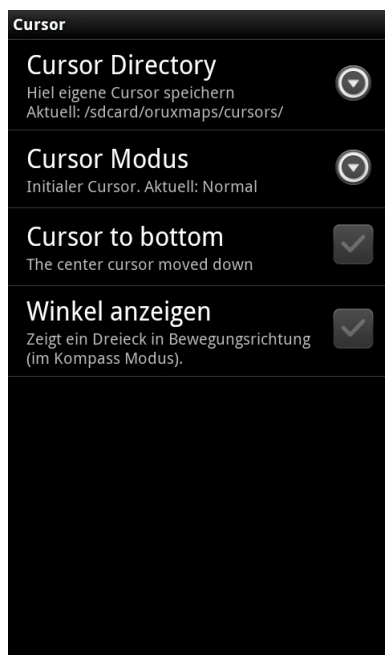 Cursor
Cursor Directory
Hiel eigene Cursor speichern
Aktuell: /sdcard/oruxmaps/cursors/
Cursor Modus
Initialer Cursor. Aktuell: Normal
Cursor to bottom
The center cursor moved down
Winkel anzeigen
Zeigt ein Dreieck in Bewegungsrichtung
(im Kompass Modus).